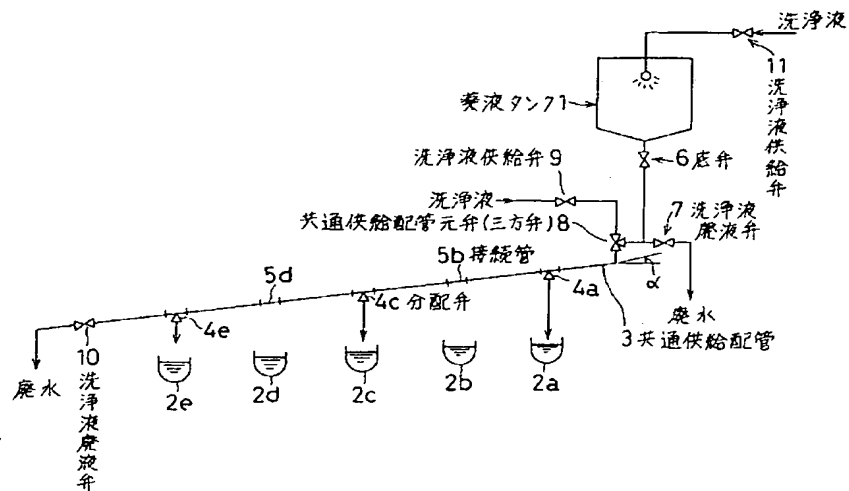 洗浄液
11 洗浄液供給弁
薬液タンク1
洗浄液供給弁 9
6 底弁
洗浄液
7 洗浄液
廃液弁
共通供給配管元弁(三方弁)8
5b 接続管
5d
α
4a
4c 分配弁
4e
廃水
3 共通供給配管
10 洗浄液廃液弁
廃水
2e
2d
2c
2b
2a